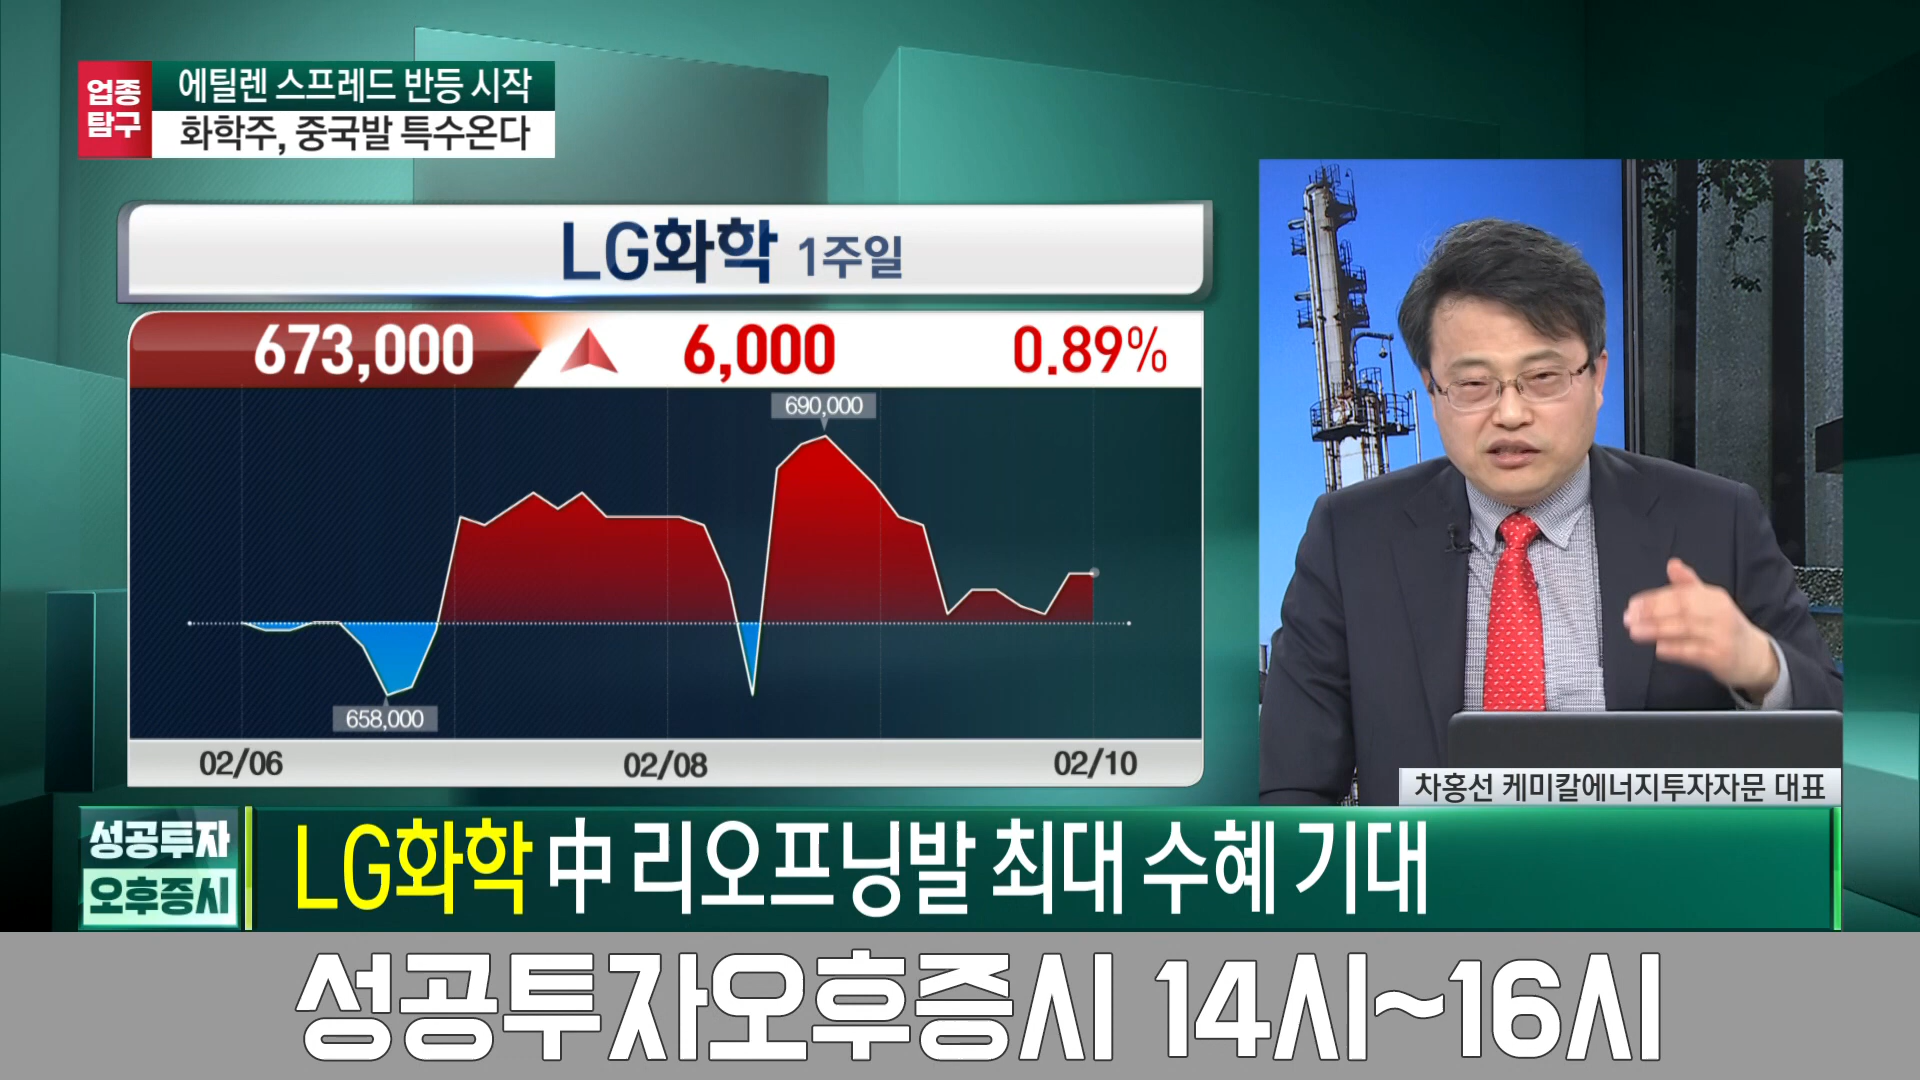 업종
탐구
에틸렌 스프레드 반등 시작
화학주, 중국발 특수온다
LG화학 1주일
673,000 6,000 0.89%
690,000
658,000
02/06 02/08 02/10
차홍선 케미칼에너지투자자문 대표
성공투자
오후증시
LG화학 中 리오프닝발 최대 수혜 기대
성공투자오후증시 14시~16시